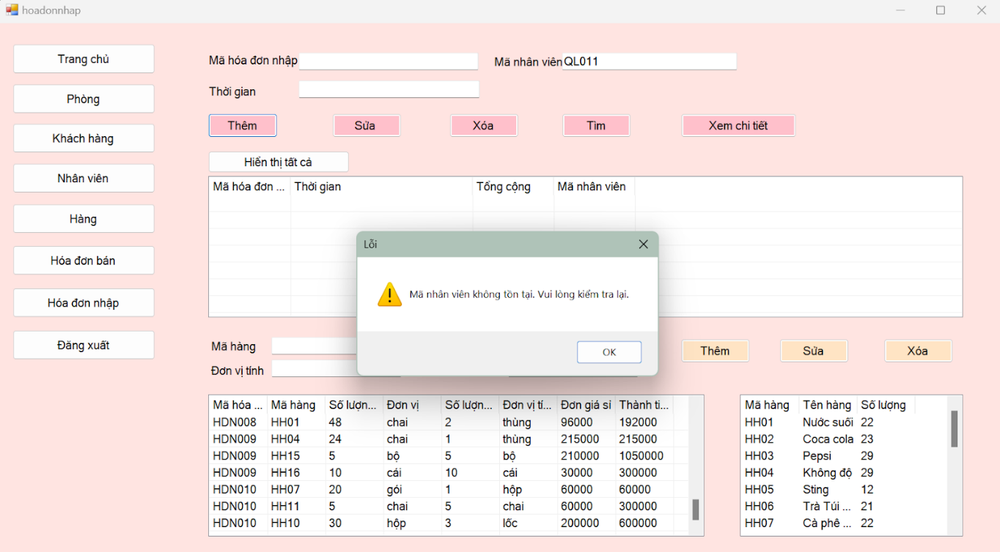 hoadonnhap
Trang chủ
Phòng
Khách hàng
Nhân viên
Hàng
Hóa đơn bán
Hóa đơn nhập
Đăng xuất
Mã hóa đơn nhập
Mã nhân viên QL011
Thời gian
Thêm Sửa Xóa Tìm Xem chi tiết
Hiển thị tất cả
Mã hóa đơn ... Thời gian Tổng cộng Mã nhân viên
Lỗi
Mã nhân viên không tồn tại. Vui lòng kiểm tra lại.
OK
Mã hàng
Đơn vị tính
Thêm Sửa Xóa
Mã hóa ... Mã hàng Số lượn... Đơn vị Số lượn... Đơn vị tí... Đơn giá sỉ Thành ti...
HDN008 HH01 48 chai 2 thùng 96000 192000
HDN009 HH04 24 chai 1 thùng 215000 215000
HDN009 HH15 5 bộ 5 bộ 210000 1050000
HDN009 HH16 10 cái 10 cái 30000 300000
HDN010 HH07 20 gói 1 hộp 60000 60000
HDN010 HH11 5 chai 5 chai 60000 300000
HDN010 HH10 30 hộp 3 lốc 200000 600000
Mã hàng Tên hàng Số lượng
HH01 Nước suối 22
HH02 Coca cola 23
HH03 Pepsi 29
HH04 Không độ 29
HH05 Sting 12
HH06 Trà Túi ... 21
HH07 Cà phê ... 22